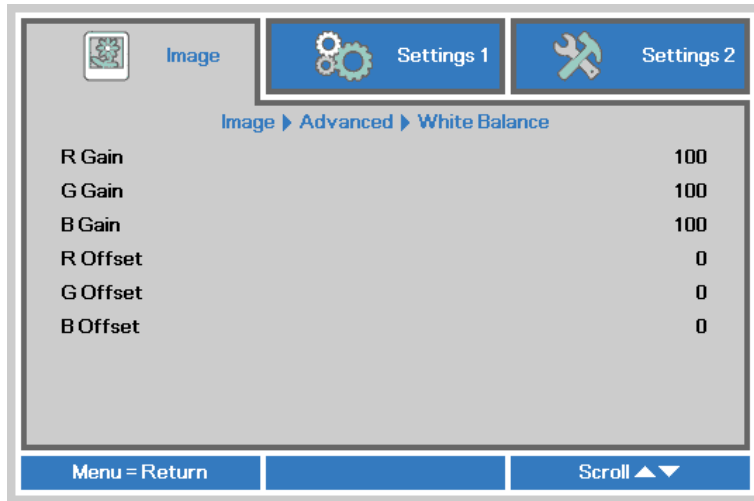 Image Settings 1 Settings 2
Image ▶ Advanced ▶ White Balance
R Gain 100
G Gain 100
B Gain 100
R Offset 0
G Offset 0
B Offset 0
Menu = Return Scroll ▲▼